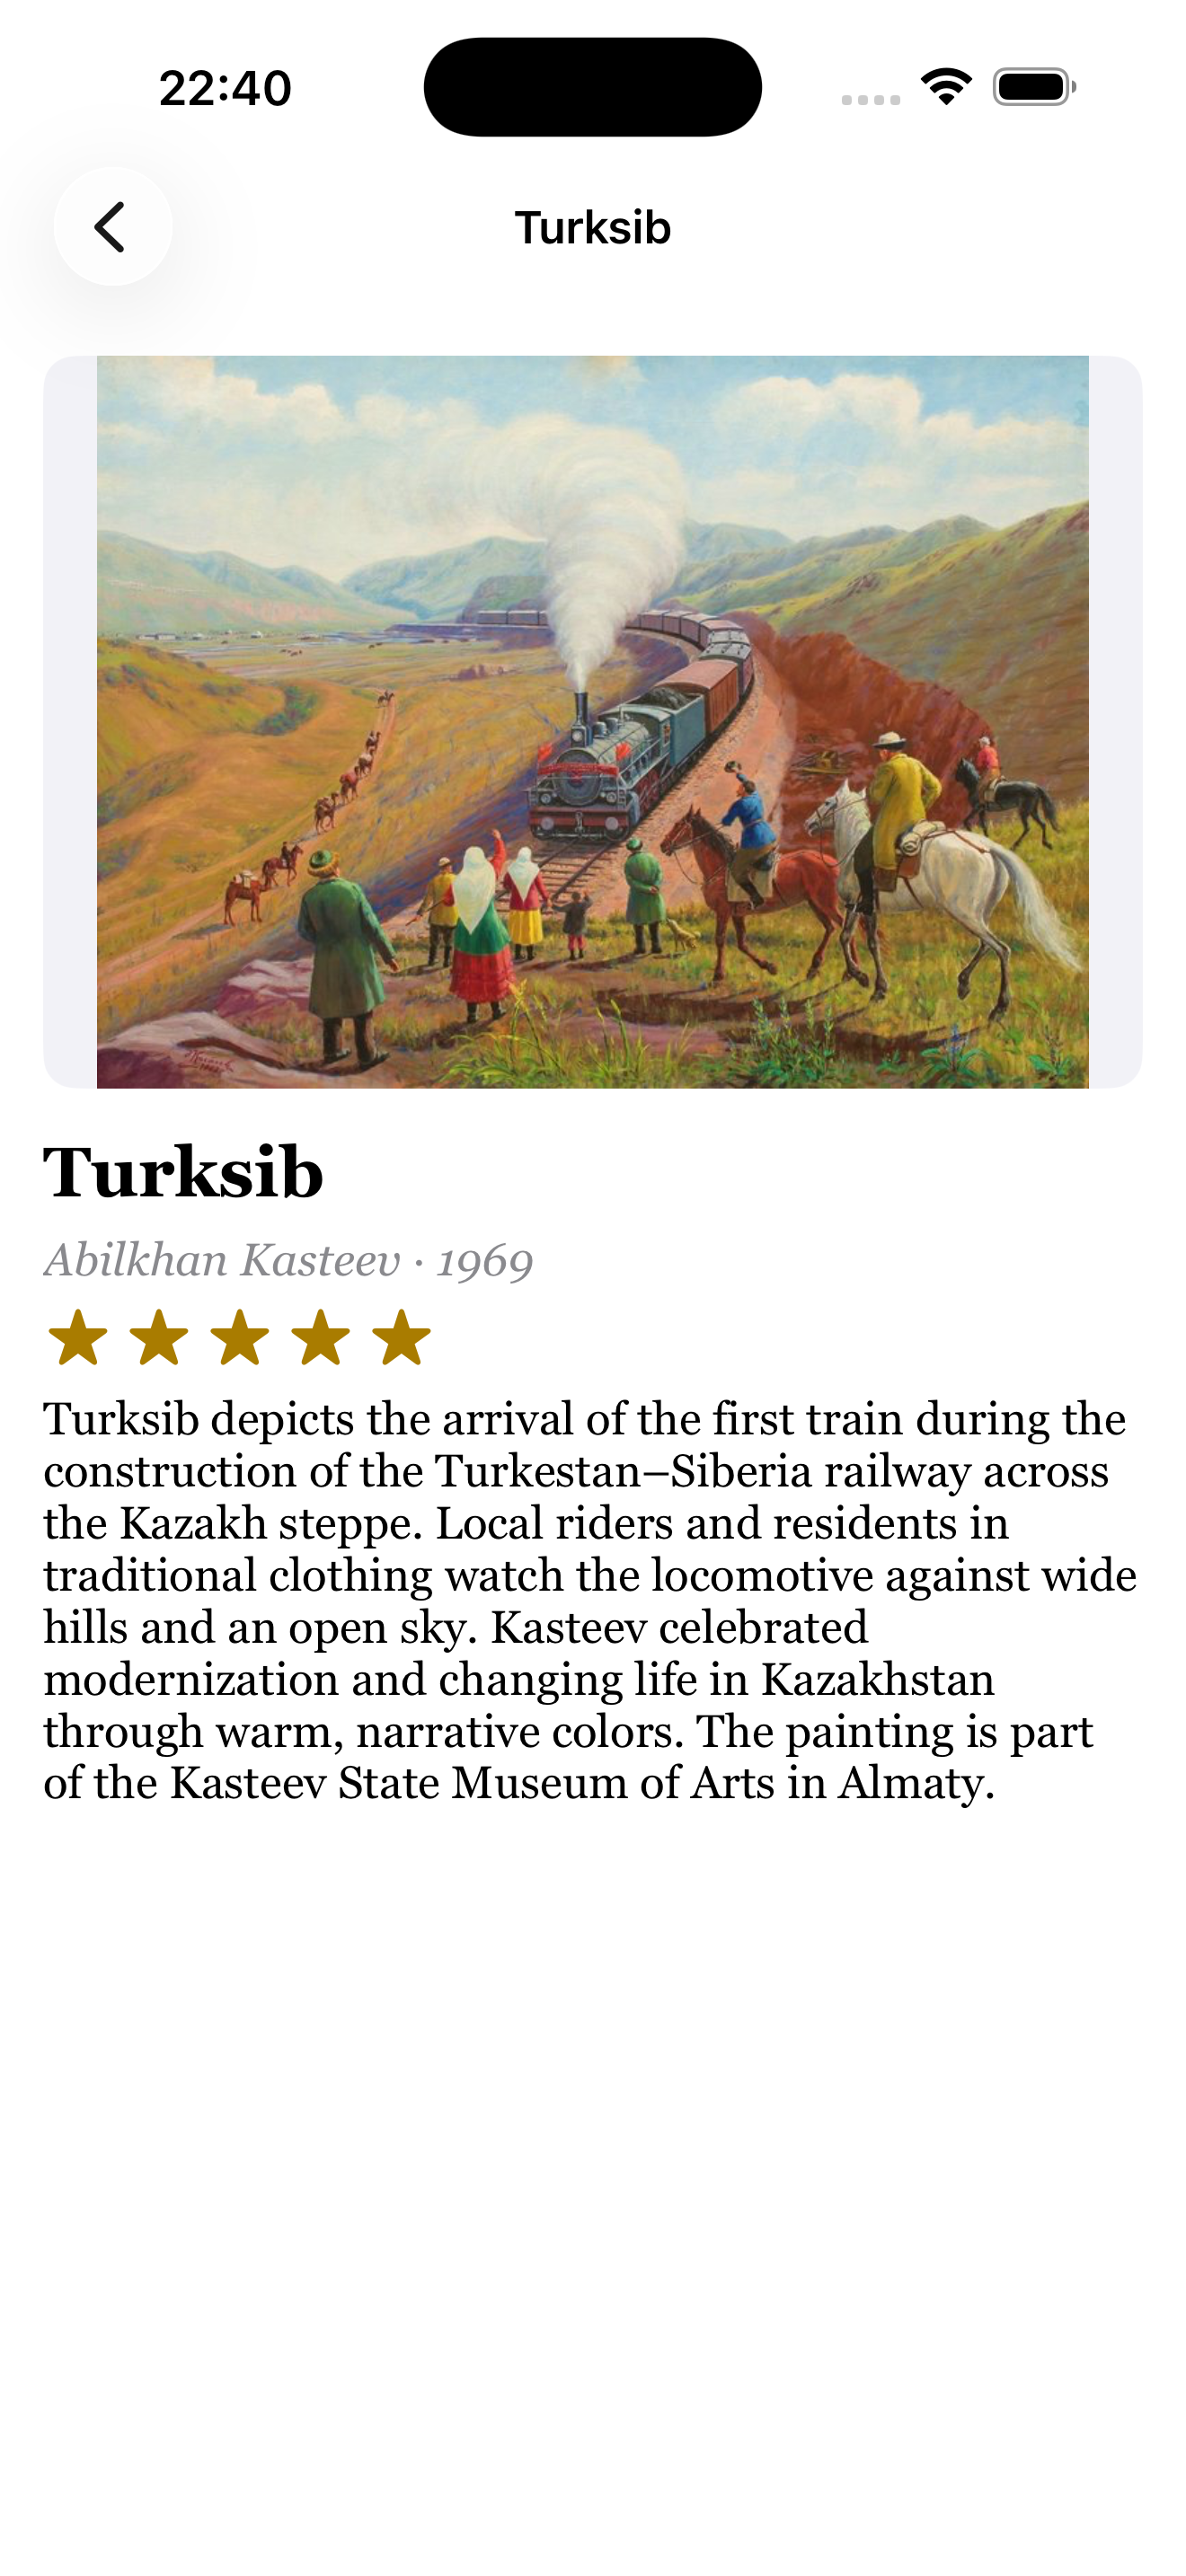 22:40
Turksib
Turksib
Abilkhan Kasteev · 1969
Turksib depicts the arrival of the first train during the
construction of the Turkestan–Siberia railway across
the Kazakh steppe. Local riders and residents in
traditional clothing watch the locomotive against wide
hills and an open sky. Kasteev celebrated
modernization and changing life in Kazakhstan
through warm, narrative colors. The painting is part
of the Kasteev State Museum of Arts in Almaty.